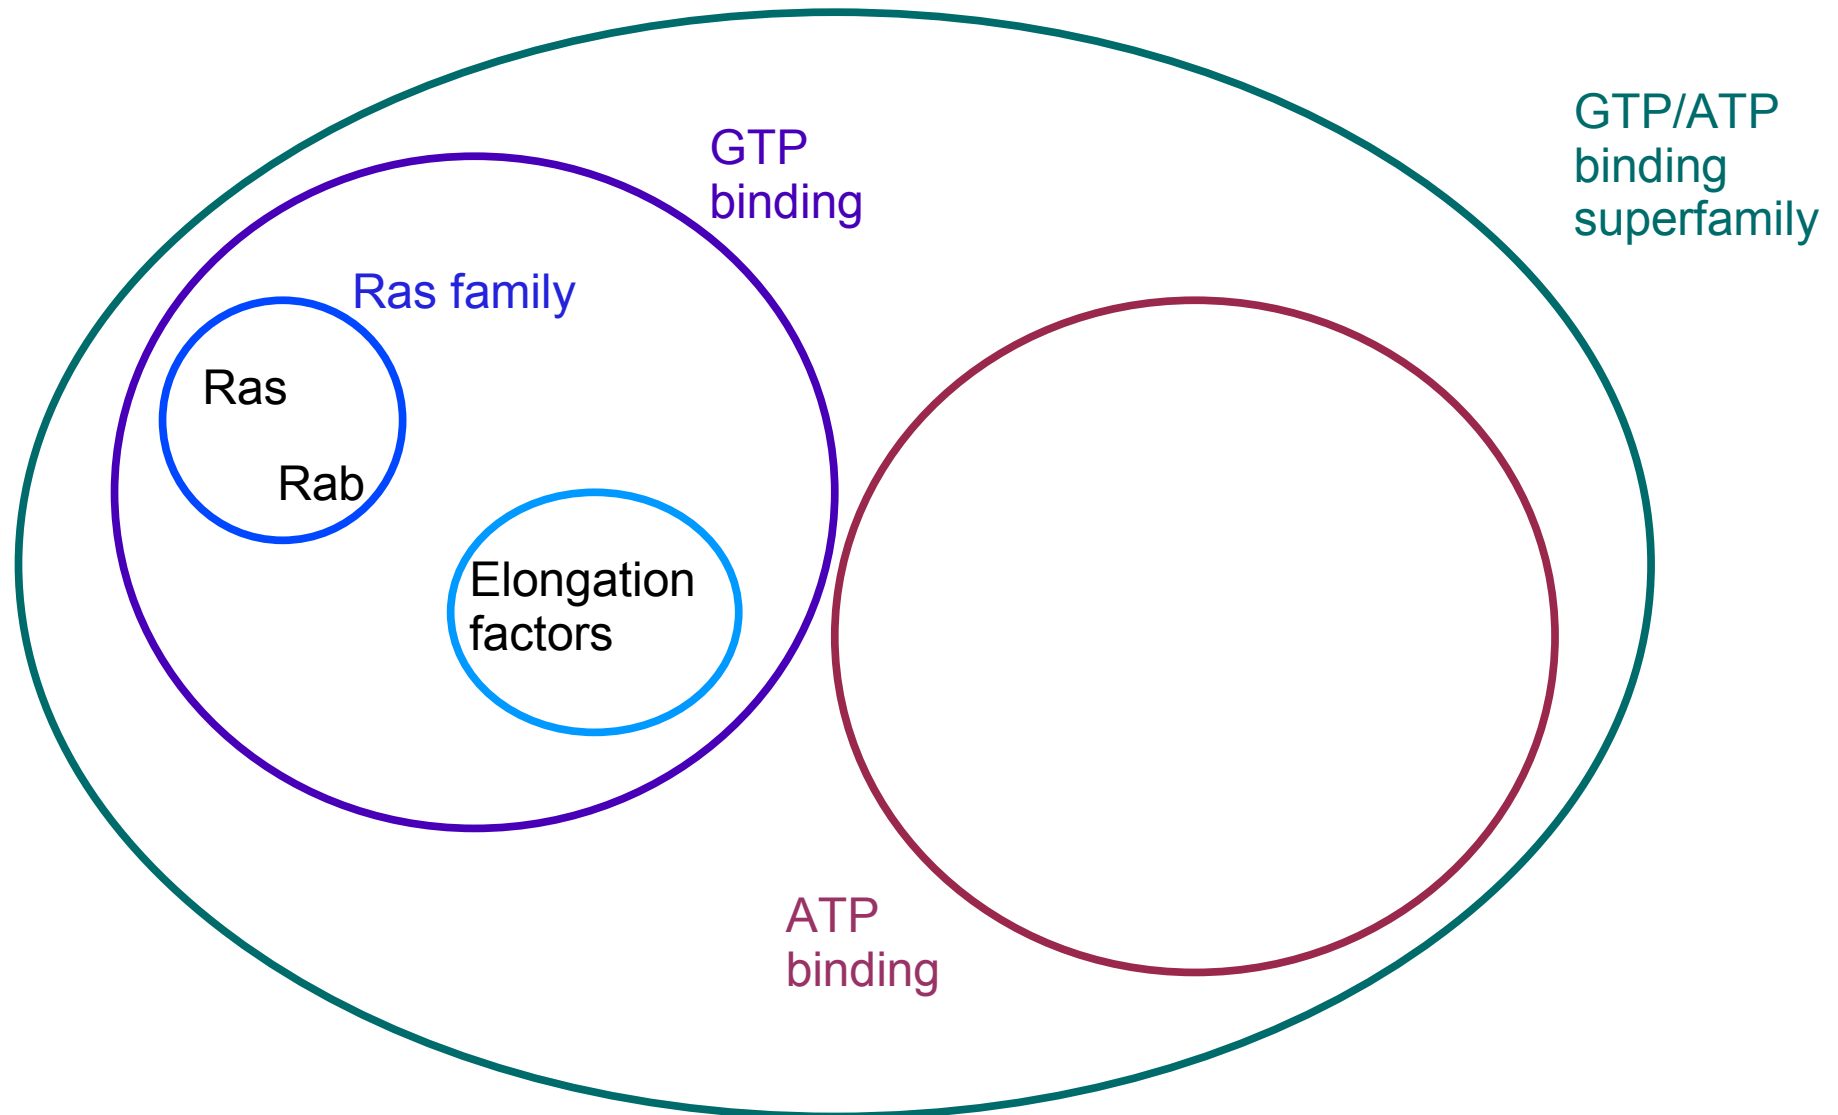 GTP/ATP
binding
superfamily
GTP
binding
Ras family
Ras
Rab
Elongation
factors
ATP
binding